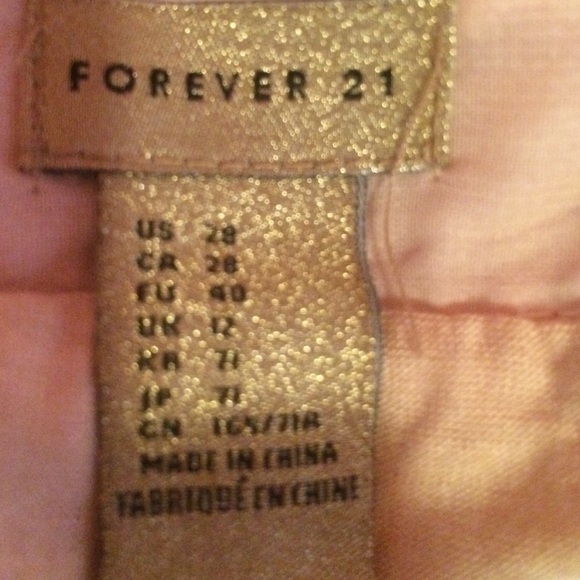 FOREVER 21
US 28
CA 28
EU 40
UK 12
KR 71
JP 71
CN 165/71A
MADE IN CHINA
FABRIQUÉ EN CHINE